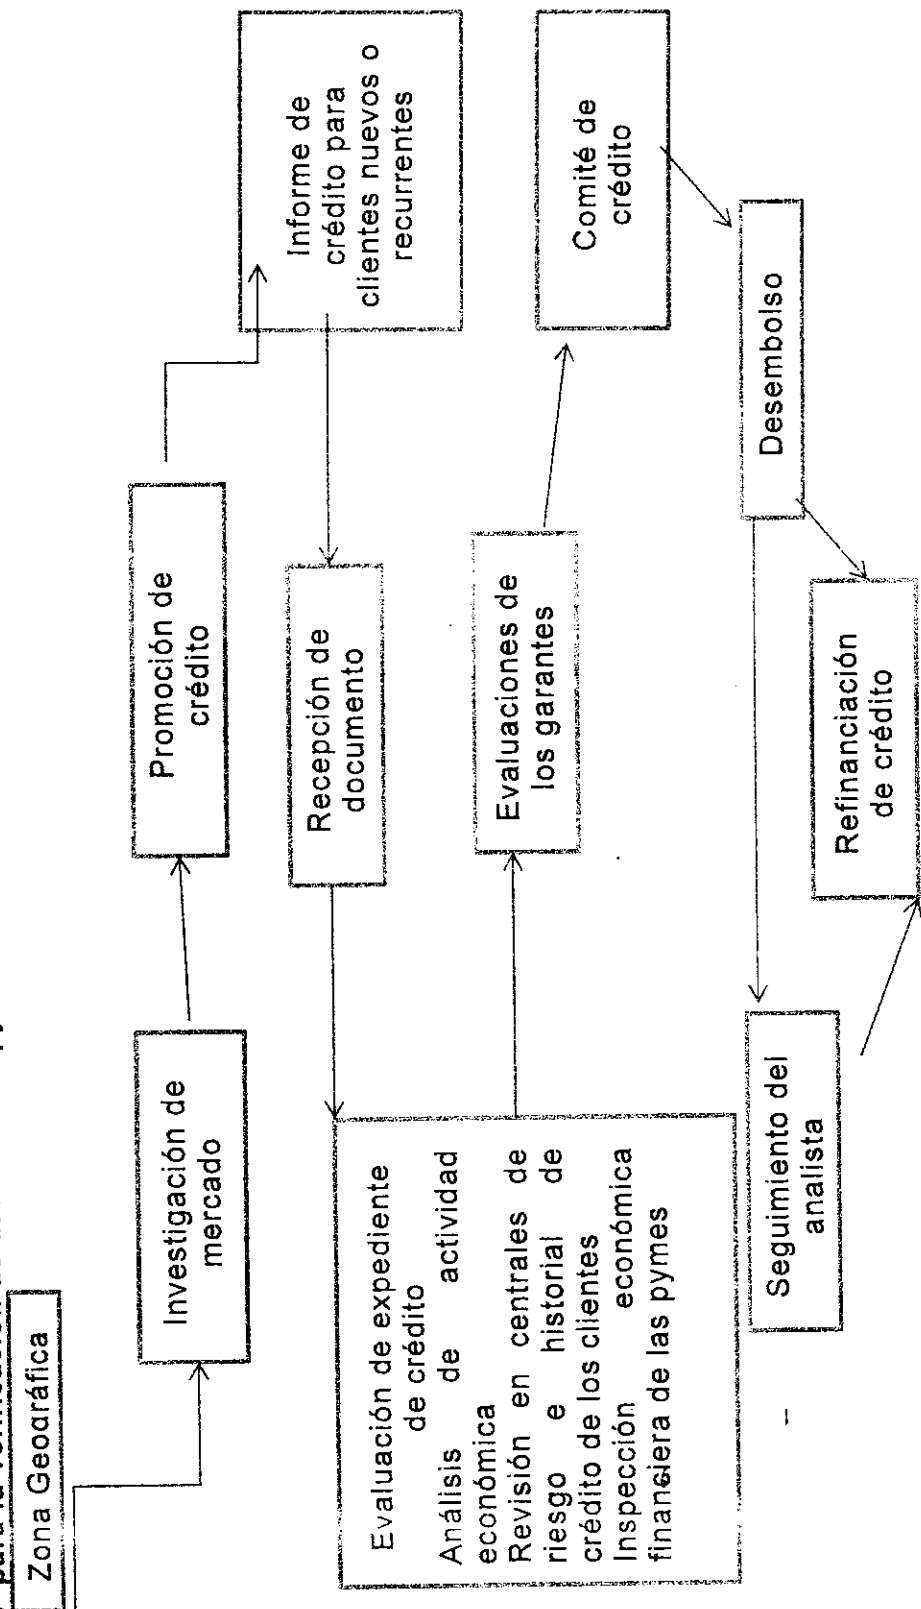 para la
Zona Geográfica
Investigación de
mercado
Promoción de
crédito
Informe de
crédito para
clientes nuevos o
recurrentes
Recepción de
documento
Evaluación de expediente
de crédito
Análisis de actividad
económica
Revisión en centrales de
riesgo e historial de
crédito de los clientes
Inspección económica
finansiera de las pymes
Evaluaciones de
los garantes
Comité de
crédito
Desembolso
Seguimiento del
analista
Refinanciación
de crédito